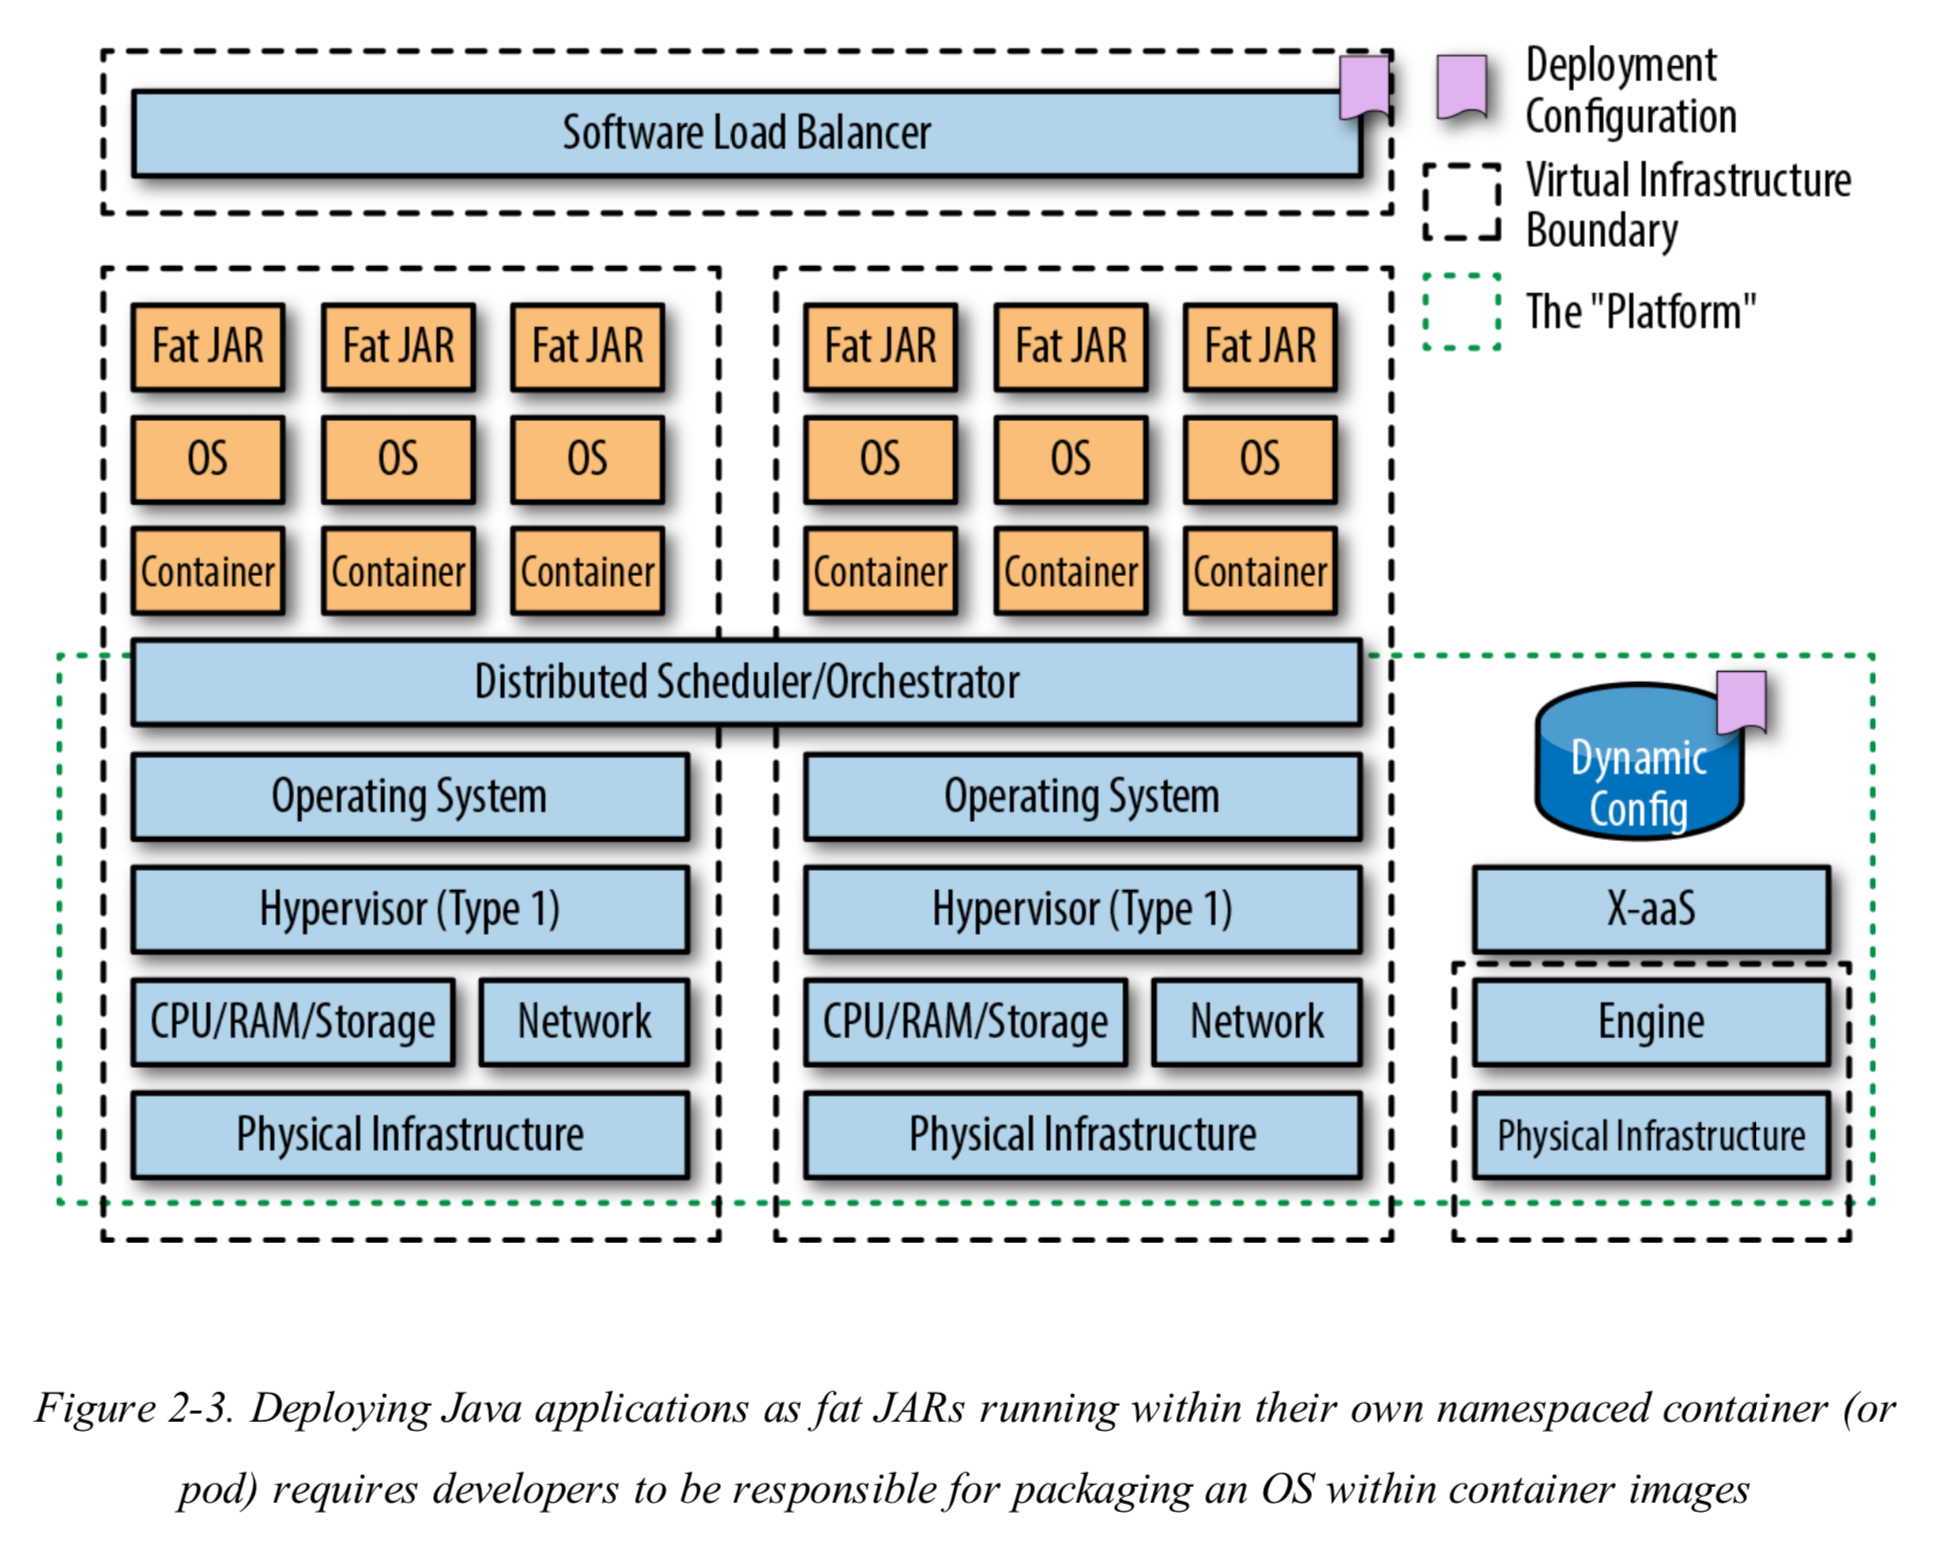 Software Load Balancer
Deployment
Configuration
Virtual Infrastructure
Boundary
The "Platform"
Fat JAR Fat JAR Fat JAR Fat JAR Fat JAR Fat JAR
OS OS OS OS OS OS
Container Container Container Container Container Container
Distributed Scheduler/Orchestrator
Operating System Operating System
Dynamic
Config
Hypervisor (Type 1) Hypervisor (Type 1) X-aaS
CPU/RAM/Storage Network CPU/RAM/Storage Network Engine
Physical Infrastructure Physical Infrastructure Physical Infrastructure
Figure 2-3. Deploying Java applications as fat JARs running within their own namespaced container (or
pod) requires developers to be responsible for packaging an OS within container images